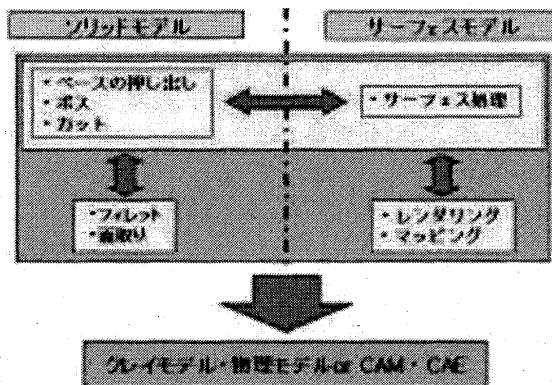 ソリッドモデル
サーフェスモデル
・ベースの押し出し
・ボス
・カット
・サーフェス処理
・フィレット
・面取り
・レンダリング
・マッピング
クレイモデル・物理モデルor CAM・CAE